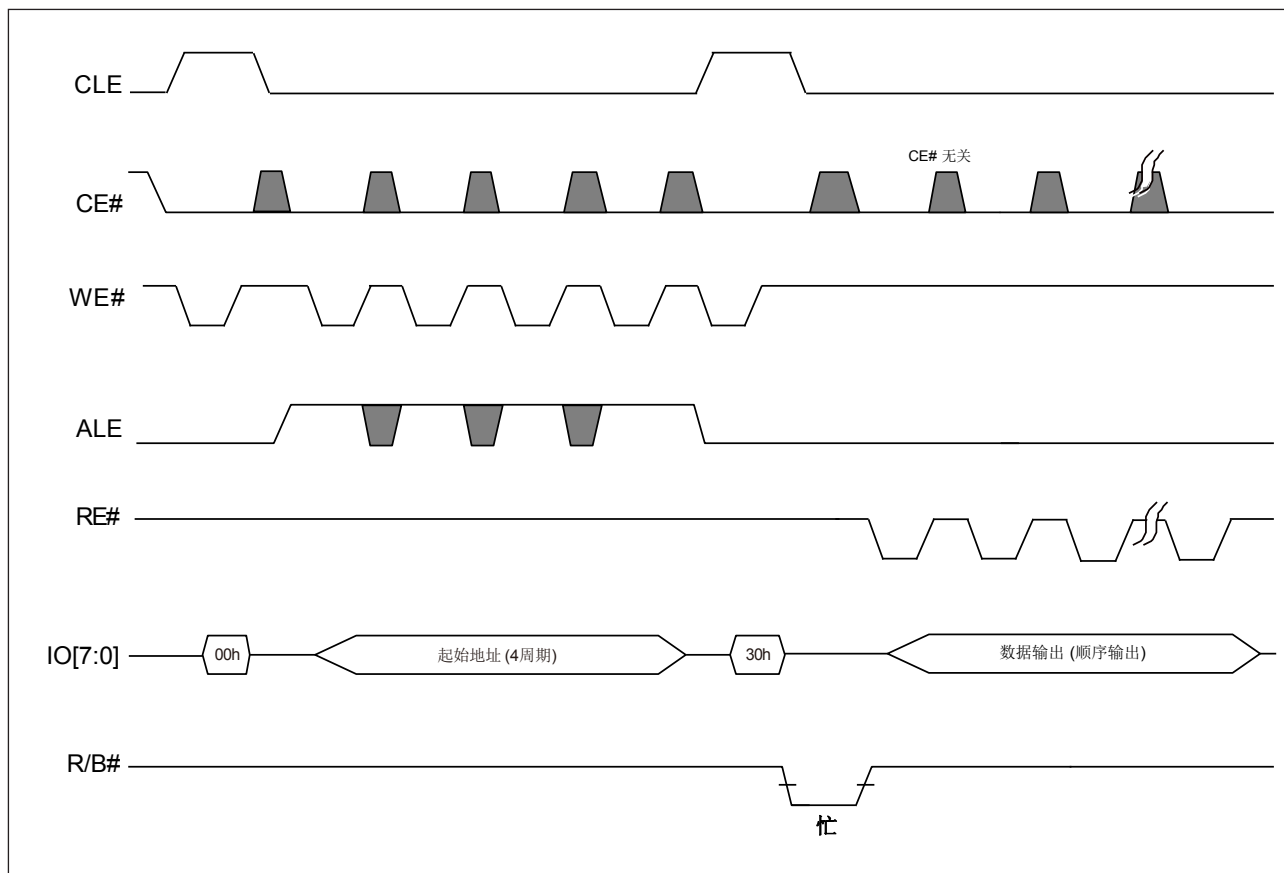 CLE
CE# 无关
CE#
WE#
ALE
RE#
IO[7:0]
00h
起始地址 (4周期)
30h
数据输出 (顺序输出)
R/B#
忙